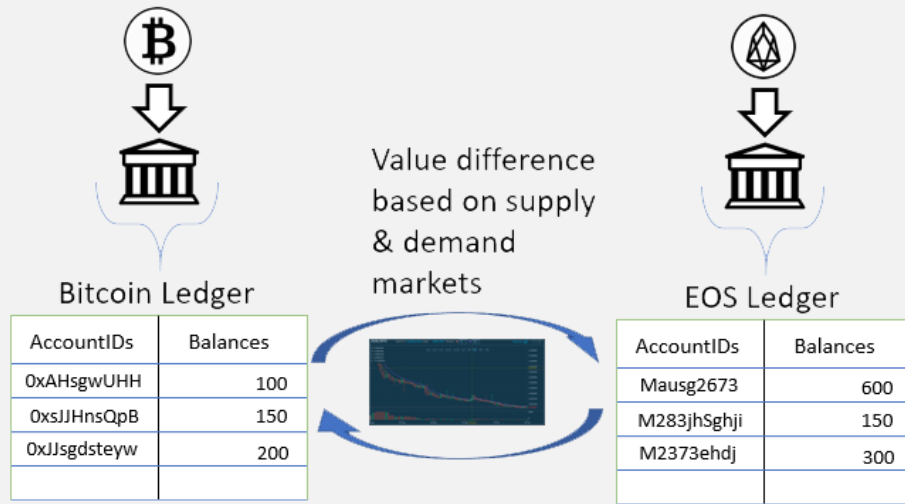 Value difference
based on supply
& demand
markets
Bitcoin Ledger
AccountIDs Balances
0xAHsgwUHH 100
0xsJJHnsQpB 150
0xJJsgdsteyw 200
EOS Ledger
AccountIDs Balances
Mausg2673 600
M283jhSghji 150
M2373ehdj 300